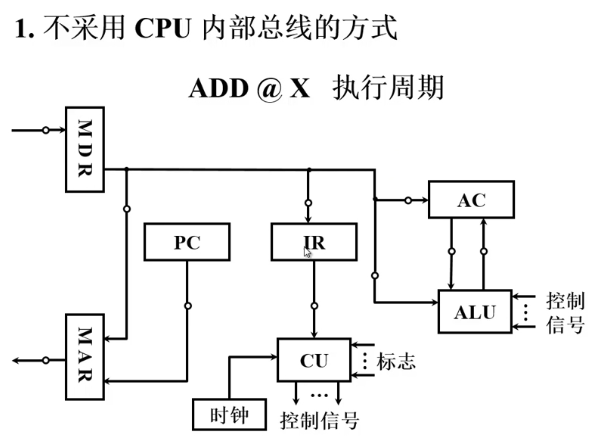 1. 不采用 CPU 内部总线的方式
ADD @ X 执行周期
MDR
AC
PC
IR
ALU
控制
信号
MAR
CU
标志
时钟
控制信号